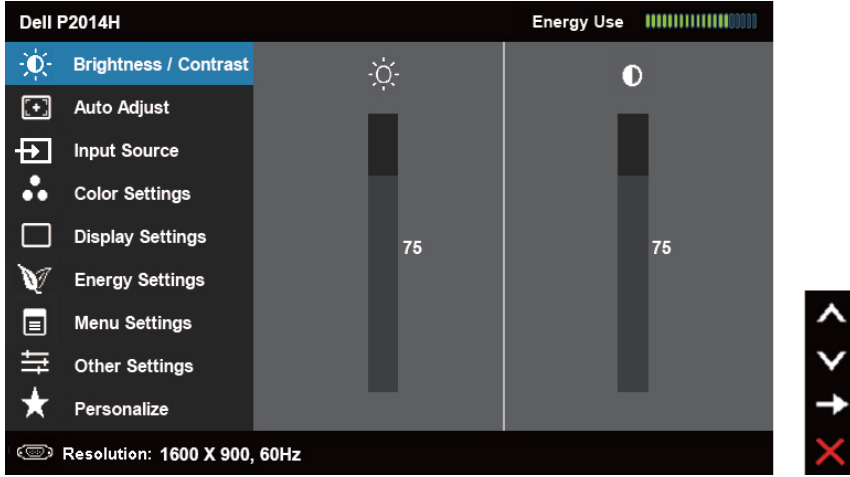 Dell P2014H
Energy Use
Brightness / Contrast
Auto Adjust
Input Source
Color Settings
Display Settings
Energy Settings
Menu Settings
Other Settings
Personalize
75
75
Resolution: 1600 X 900, 60Hz